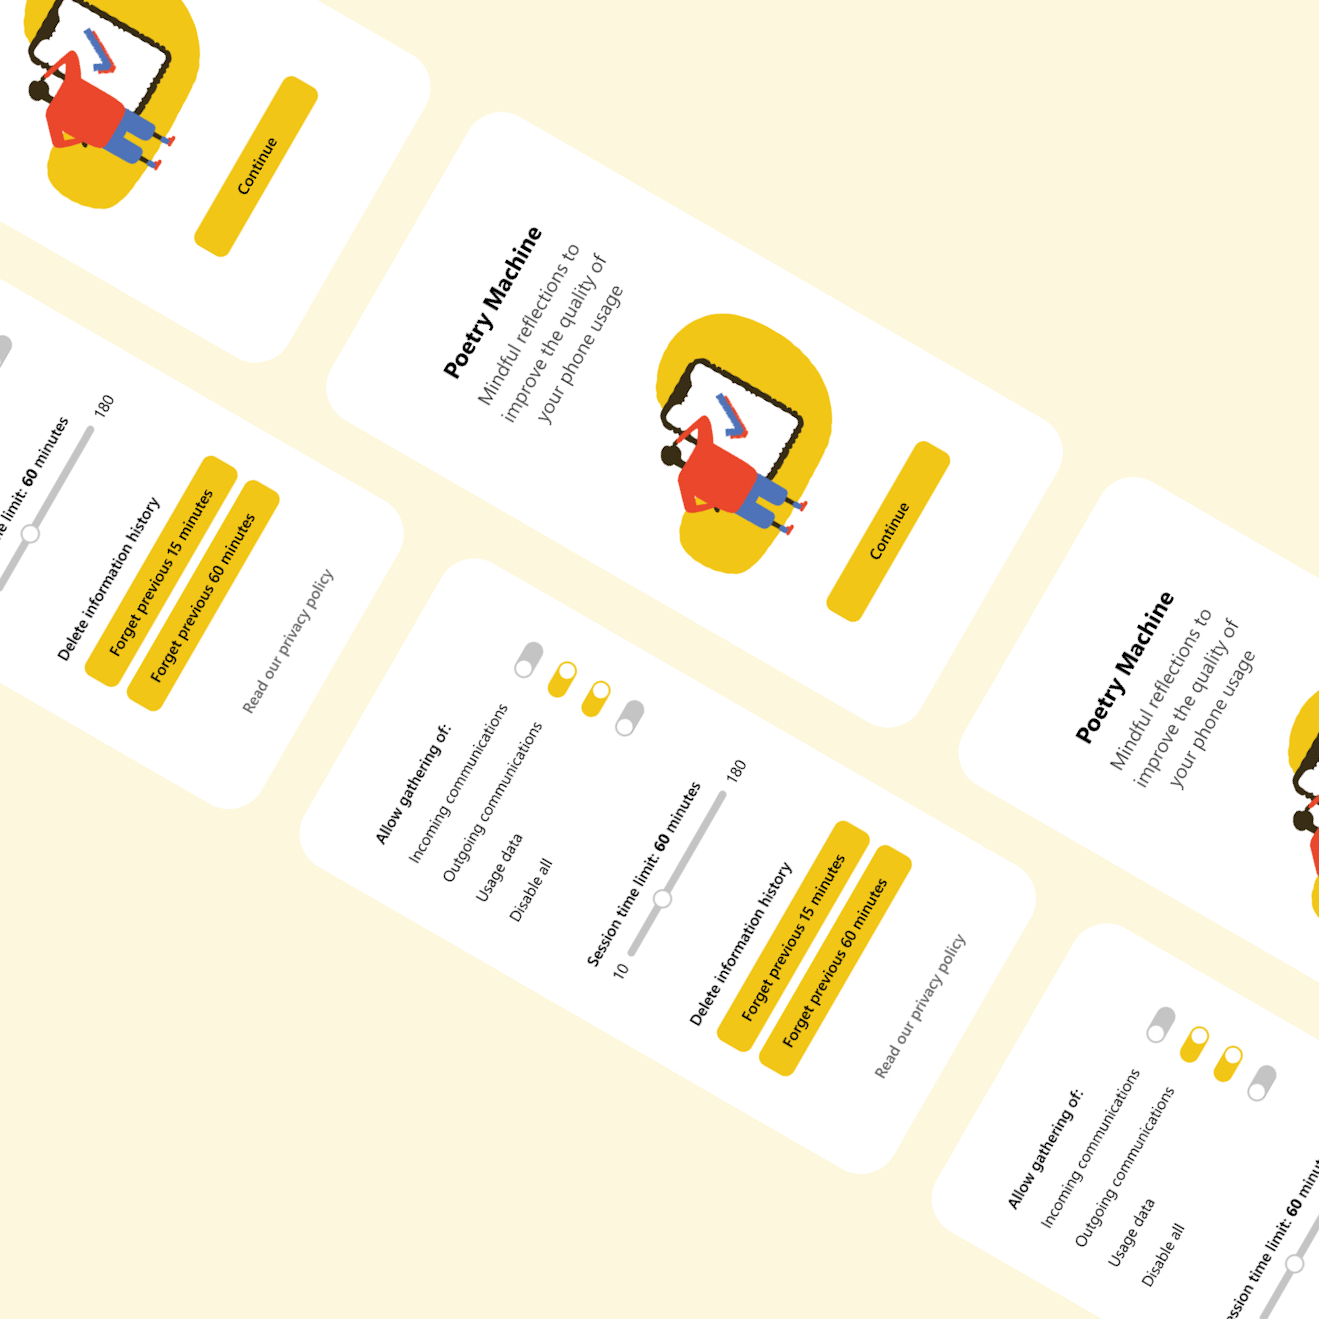 Continue
Poetry Machine
Mindful reflections to
improve the quality of
your phone usage
Continue
Poetry Machine
Mindful reflections to
improve the quality of
your phone usage
limit: 60 minutes
180
Delete information history
Forget previous 15 minutes
Forget previous 60 minutes
Read our privacy policy
Allow gathering of:
Incoming communications
Outgoing communications
Usage data
Disable all
Session time limit: 60 minutes
10 180
Delete information history
Forget previous 15 minutes
Forget previous 60 minutes
Read our privacy policy
Allow gathering of:
Incoming communications
Outgoing communications
Usage data
Disable all
time limit: 60